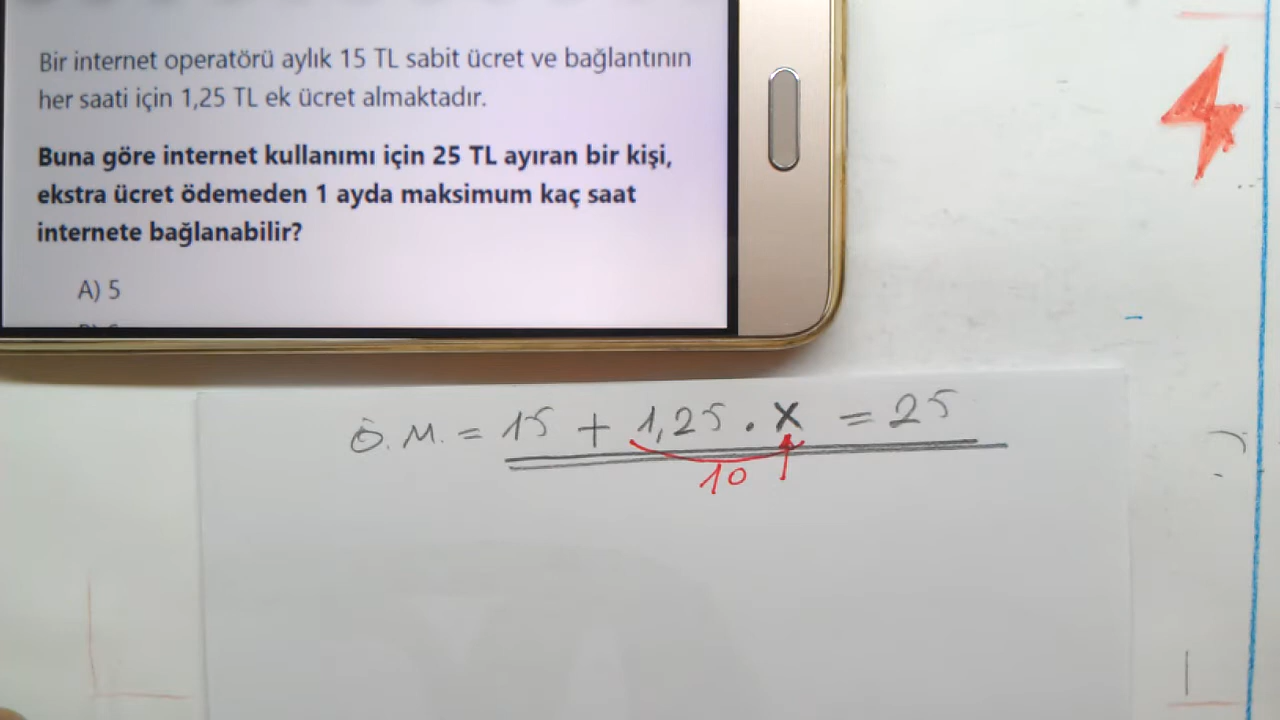 Bir internet operatörü aylık 15 TL sabit ücret ve bağlantının
her saati için 1,25 TL ek ücret almaktadır.
Buna göre internet kullanımı için 25 TL ayıran bir kişi,
ekstra ücret ödemeden 1 ayda maksimum kaç saat
internete bağlanabilir?
A) 5
Ö.M. = 15 + 1,25 . x = 25
10